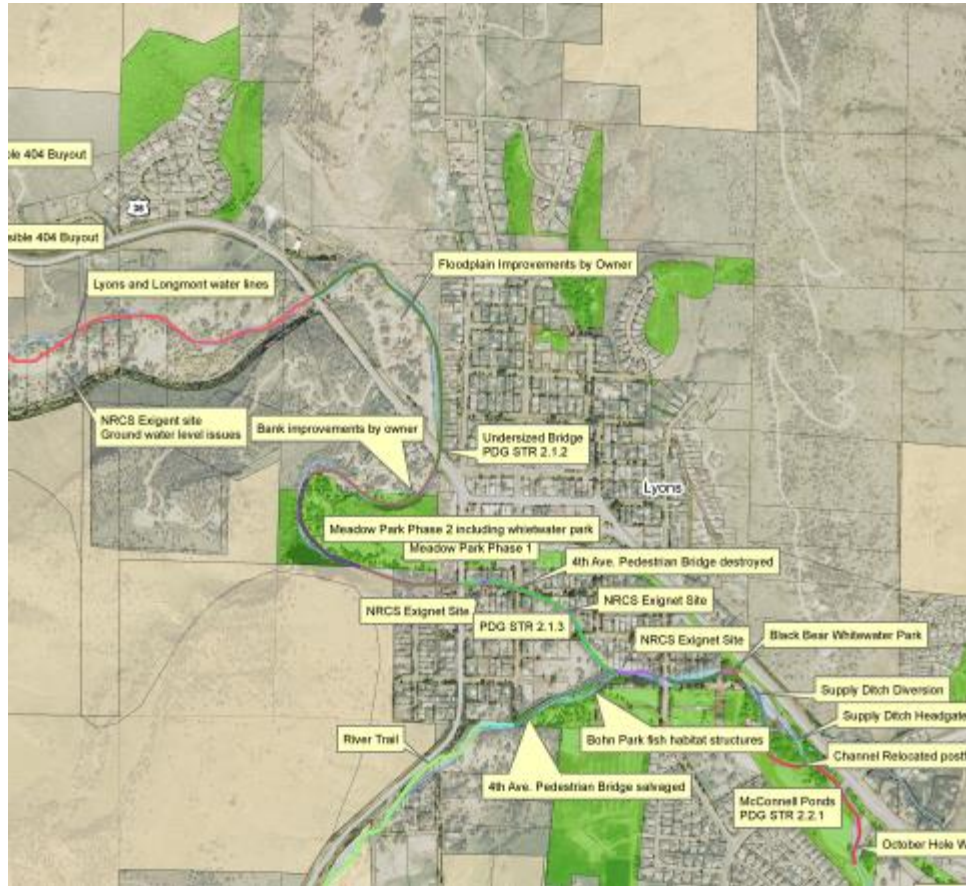 ble 404 Buyout
36
sible 404 Buyout
Floodplain Improvements by Owner
Lyons and Longmont water lines
NRCS Exigent site
Ground water level issues
Bank improvements by owner
Undersized Bridge
PDG STR 2.1.2
Lyons
Meadow Park Phase 2 including whietwater park
Meadow Park Phase 1
4th Ave. Pedestrian Bridge destroyed
NRCS Exignet Site
NRCS Exignet Site
PDG STR 2.1.3
NRCS Exignet Site
Black Bear Whitewater Park
Supply Ditch Diversion
Supply Ditch Headgate
River Trail
Bohn Park fish habitat structures
Channel Relocated post
4th Ave. Pedestrian Bridge salvaged
McConnell Ponds
PDG STR 2.2.1
October Hole W